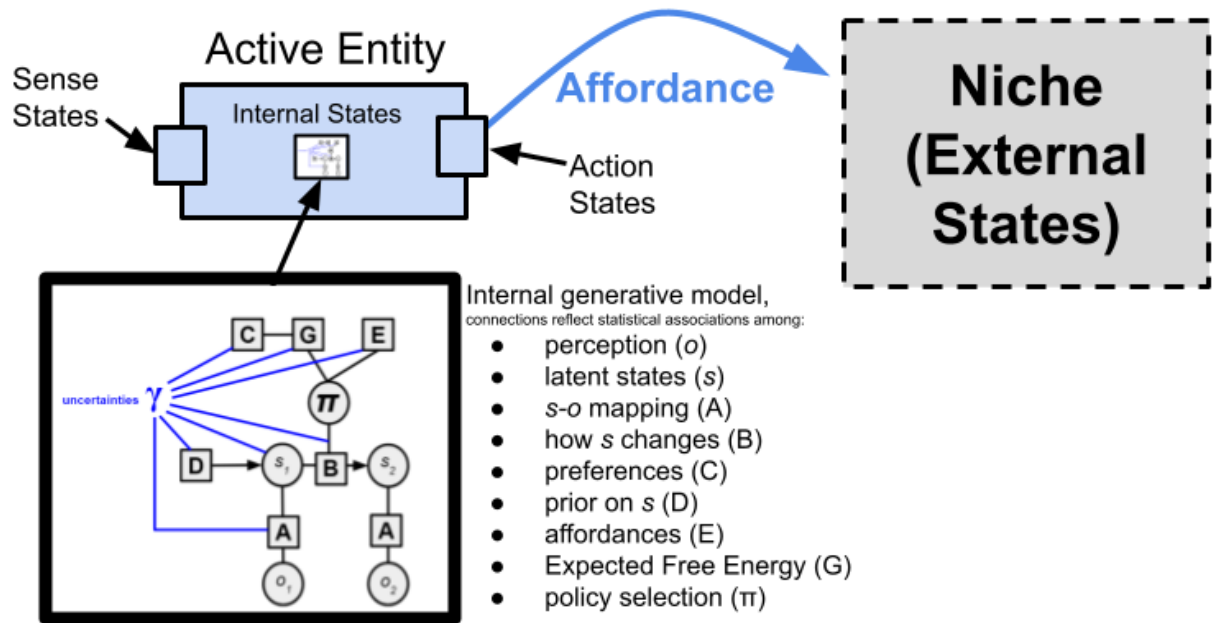 Active Entity
Sense
States
Internal States
Affordance
Action
States
Niche
(External
States)
C
G
E
uncertainties γ
π
D
s1
B
s2
A
A
o1
o2
Internal generative model,
connections reflect statistical associations among:
● perception (o)
● latent states (s)
● s-o mapping (A)
● how s changes (B)
● preferences (C)
● prior on s (D)
● affordances (E)
● Expected Free Energy (G)
● policy selection (π)